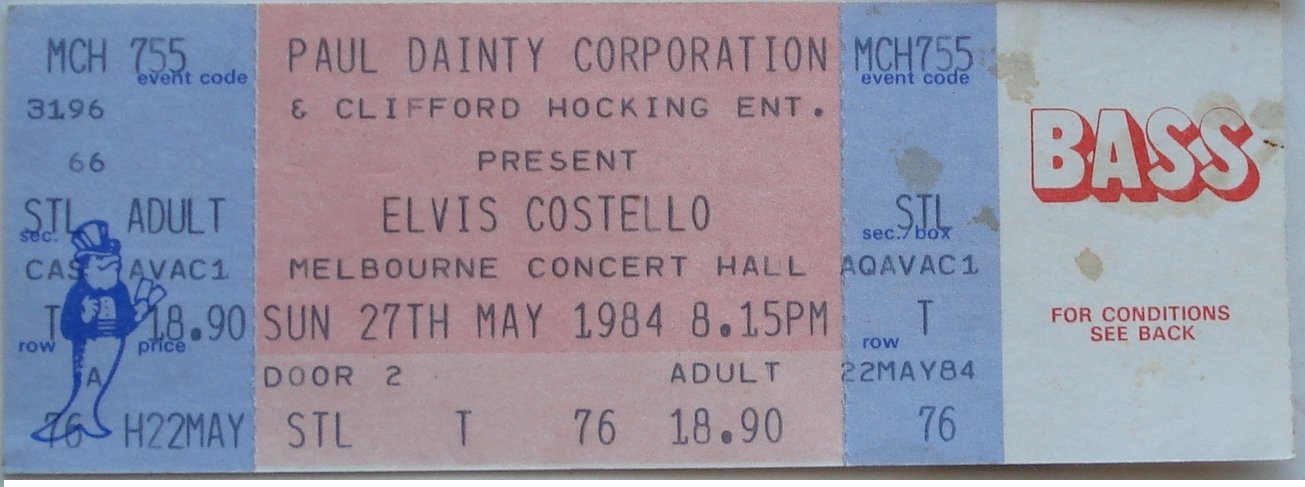 MCH 755
event code
3196
66
STL ADULT
sec.
CAS AVAC1
T 18.90
row price
A
76 H22MAY
PAUL DAINTY CORPORATION
& CLIFFORD HOCKING ENT.
PRESENT
ELVIS COSTELLO
MELBOURNE CONCERT HALL
SUN 27TH MAY 1984 8.15PM
DOOR 2 ADULT
STL T 76 18.90
MCH755
event code
STL
sec./box
AQAVAC1
T
row
22MAY84
76
BASS
FOR CONDITIONS
SEE BACK